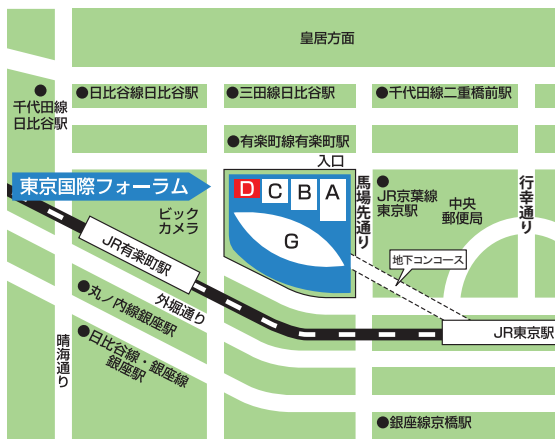 皇居方面
千代田線
日比谷駅
●日比谷線日比谷駅
●三田線日比谷駅
●千代田線二重橋前駅
●有楽町線有楽町駅
入口
東京国際フォーラム
D
C
B
A
G
馬場先通り
JR京葉線
東京駅
中央
郵便局
行幸通り
ビック
カメラ
JR有楽町駅
地下コンコース
●丸ノ内線銀座駅
外堀通り
●日比谷線・銀座線
銀座駅
晴海通り
JR東京駅
●銀座線京橋駅